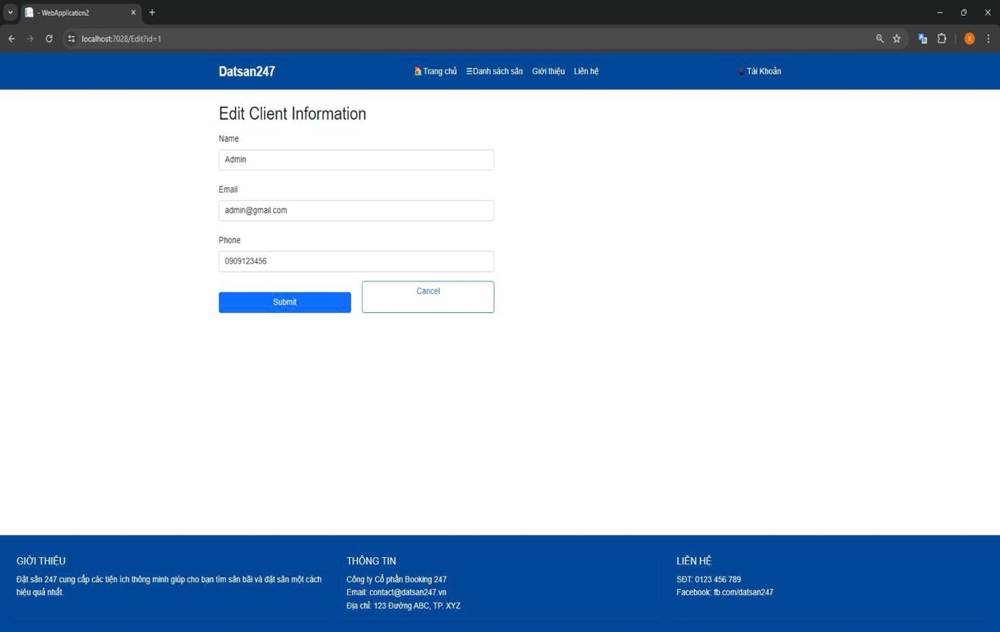 - WebApplication2
localhost:7028/Edit?id=1
Datsan247
Trang chủ
☰Danh sách sân
Giới thiệu
Liên hệ
Tài Khoản
Edit Client Information
Name
Admin
Email
admin@gmail.com
Phone
0909123456
Submit
Cancel
GIỚI THIỆU
Đặt sân 247 cung cấp các tiện ích thông minh giúp cho bạn tìm sân bãi và đặt sân một cách
hiệu quả nhất.
THÔNG TIN
Công ty Cổ phần Booking 247
Email: contact@datsan247.vn
Địa chỉ: 123 Đường ABC, TP. XYZ
LIÊN HỆ
SĐT: 0123 456 789
Facebook: fb.com/datsan247